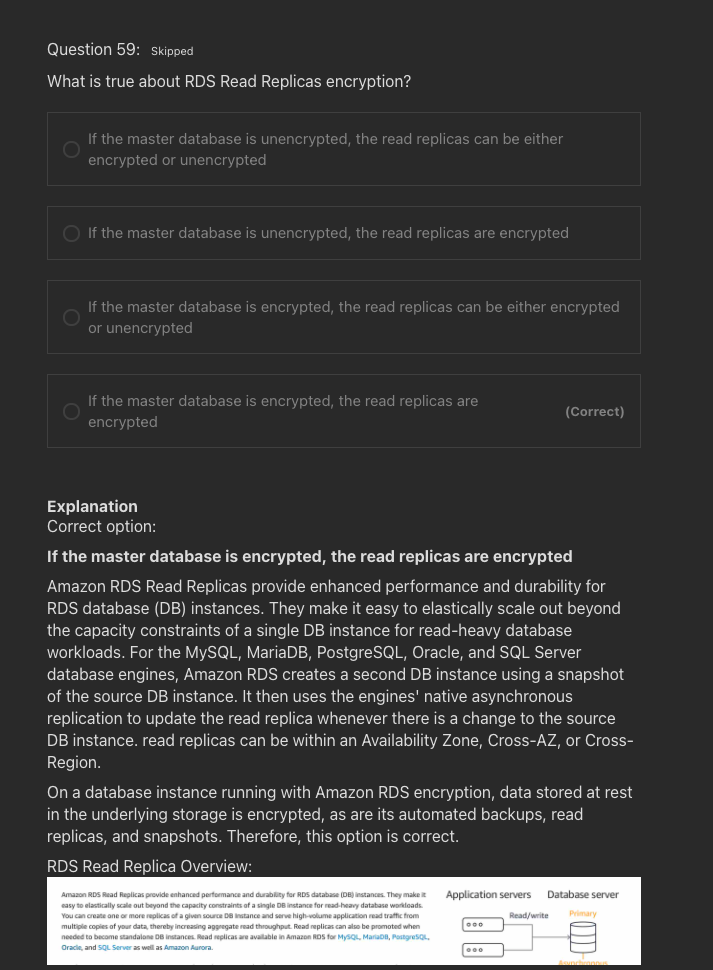 Question 59: Skipped
What is true about RDS Read Replicas encryption?
If the master database is unencrypted, the read replicas can be either
encrypted or unencrypted
If the master database is unencrypted, the read replicas are encrypted
If the master database is encrypted, the read replicas can be either encrypted
or unencrypted
If the master database is encrypted, the read replicas are
encrypted
(Correct)
Explanation
Correct option:
If the master database is encrypted, the read replicas are encrypted
Amazon RDS Read Replicas provide enhanced performance and durability for
RDS database (DB) instances. They make it easy to elastically scale out beyond
the capacity constraints of a single DB instance for read-heavy database
workloads. For the MySQL, MariaDB, PostgreSQL, Oracle, and SQL Server
database engines, Amazon RDS creates a second DB instance using a snapshot
of the source DB instance. It then uses the engines' native asynchronous
replication to update the read replica whenever there is a change to the source
DB instance. read replicas can be within an Availability Zone, Cross-AZ, or Cross-
Region.
On a database instance running with Amazon RDS encryption, data stored at rest
in the underlying storage is encrypted, as are its automated backups, read
replicas, and snapshots. Therefore, this option is correct.
RDS Read Replica Overview:
Amazon RDS Read Replicas provide enhanced performance and durability for RDS database (DB) instances. They make it
easy to elastically scale out beyond the capacity constraints of a single DB instance for read-heavy database workloads.
You can create one or more replicas of a given source DB Instance and serve high-volume application read traffic from
multiple copies of your data, thereby increasing aggregate read throughput. Read replicas can also be promoted when
needed to become standalone DB instances. Read replicas are available in Amazon RDS for MySQL, MariaDB, PostgreSQL,
Oracle, and SQL Server as well as Amazon Aurora.
Application servers
Database server
Read/write
Primary
Asynchronous